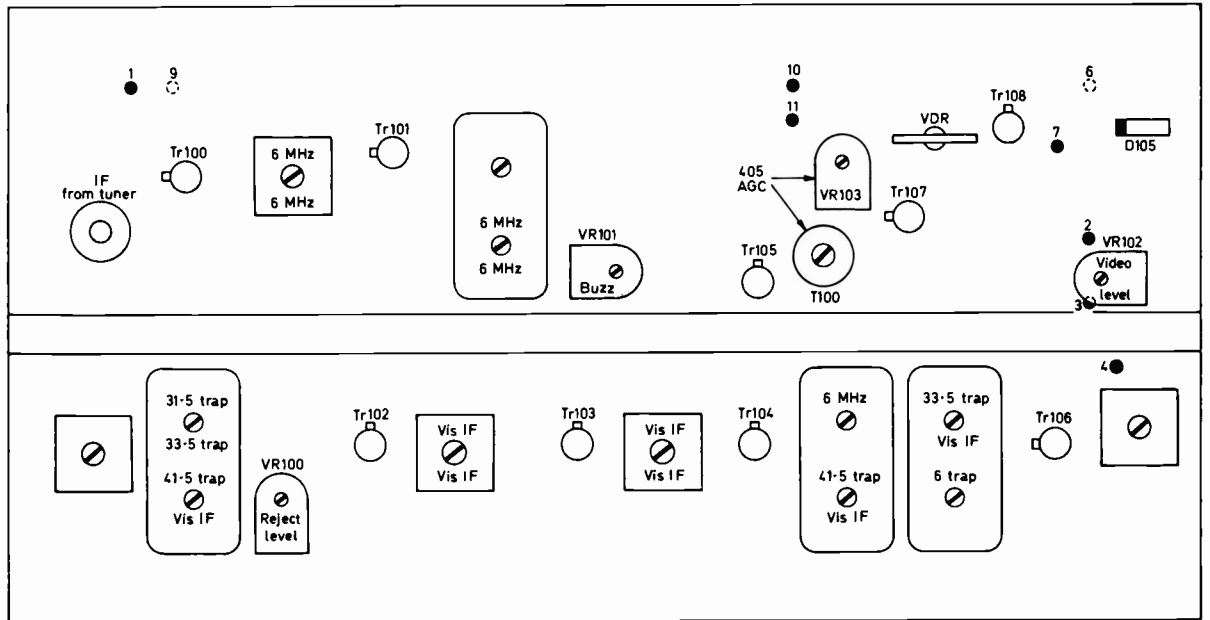 1
9
10
11
6
7
Tr108
VDR
D105
Tr101
Tr100
6 MHz
6 MHz
IF
from tuner
405
AGC
VR103
Tr107
6 MHz
6 MHz
VR101
Buzz
Tr105
T100
2
VR102
Video
level
3
4
31·5 trap
33·5 trap
41·5 trap
Vis IF
VR100
Reject
level
Tr102
Vis IF
Vis IF
Tr103
Vis IF
Vis IF
Tr104
6 MHz
41·5 trap
Vis IF
33·5 trap
Vis IF
6 trap
Tr106